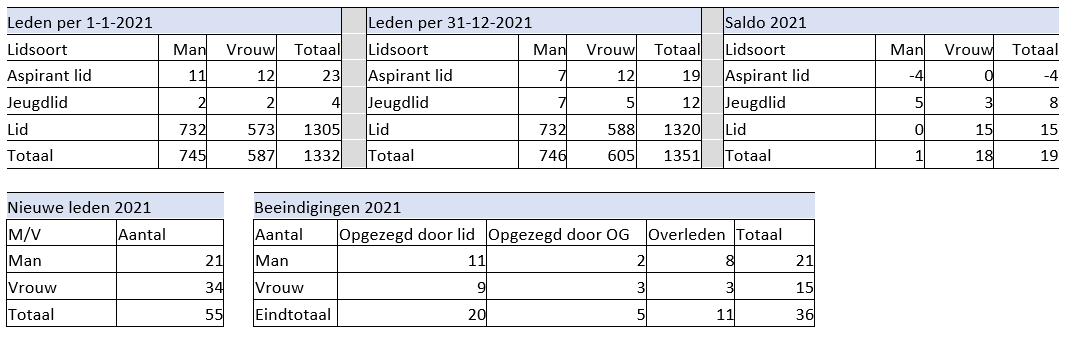 Leden per 1-1-2021 Leden per 31-12-2021 Saldo 2021
Lidsoort Man Vrouw Totaal Lidsoort Man Vrouw Totaal Lidsoort Man Vrouw Totaal
Aspirant lid 11 12 23 Aspirant lid 7 12 19 Aspirant lid -4 0 -4
Jeugdlid 2 2 4 Jeugdlid 7 5 12 Jeugdlid 5 3 8
Lid 732 573 1305 Lid 732 588 1320 Lid 0 15 15
Totaal 745 587 1332 Totaal 746 605 1351 Totaal 1 18 19
Nieuwe leden 2021 Beeindigingen 2021
M/V Aantal Aantal Opgezegd door lid Opgezegd door OG Overleden Totaal
Man 21 Man 11 2 8 21
Vrouw 34 Vrouw 9 3 3 15
Totaal 55 Eindtotaal 20 5 11 36